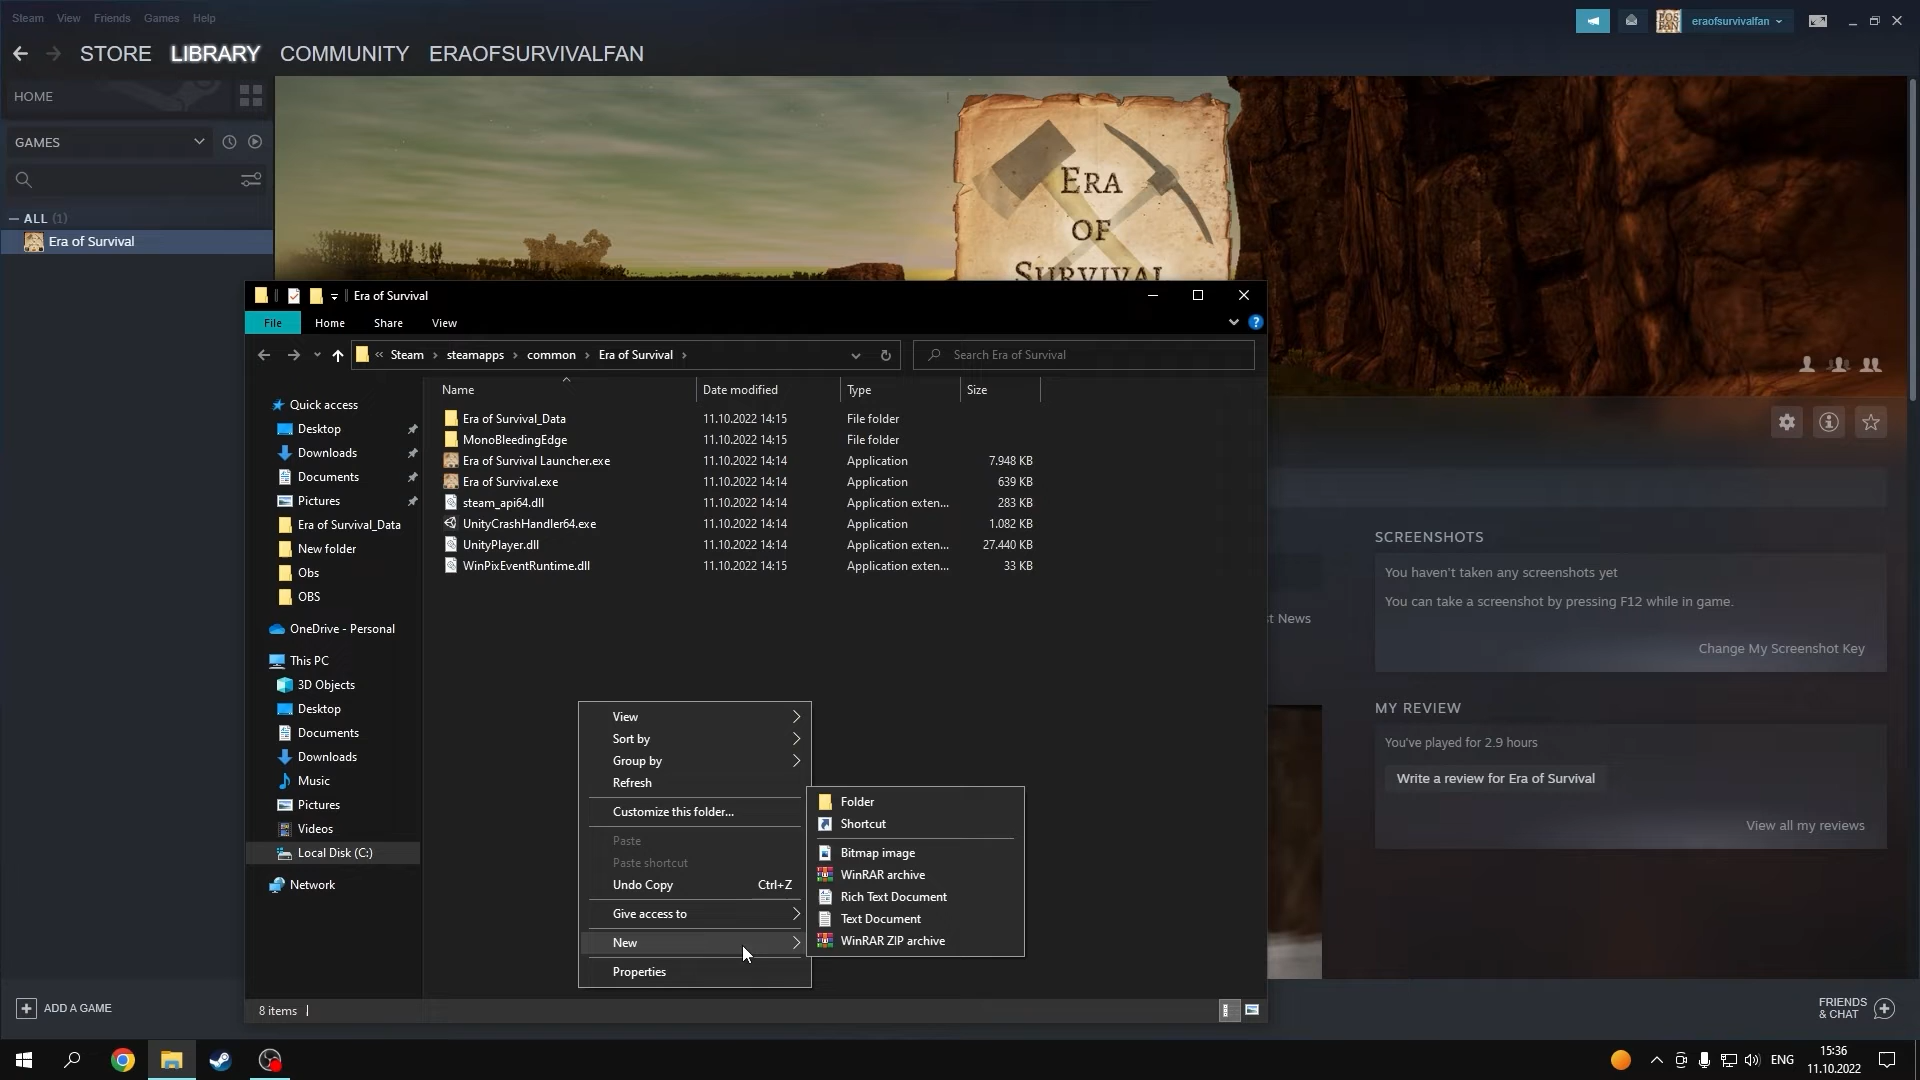 Steam View Friends Games Help
eraofsurvivalfan
STORE LIBRARY COMMUNITY ERAOFSURVIVALFAN
HOME
GAMES
ALL (1)
Era of Survival
ERA
OF
SURVIVAL
Era of Survival
File Home Share View
« Steam › steamapps › common › Era of Survival ›
Search Era of Survival
Name Date modified Type Size
Era of Survival_Data 11.10.2022 14:15 File folder
MonoBleedingEdge 11.10.2022 14:15 File folder
Era of Survival Launcher.exe 11.10.2022 14:14 Application 7.948 KB
Era of Survival.exe 11.10.2022 14:14 Application 639 KB
steam_api64.dll 11.10.2022 14:14 Application exten... 283 KB
UnityCrashHandler64.exe 11.10.2022 14:14 Application 1.082 KB
UnityPlayer.dll 11.10.2022 14:14 Application exten... 27.440 KB
WinPixEventRuntime.dll 11.10.2022 14:15 Application exten... 33 KB
Quick access
Desktop
Downloads
Documents
Pictures
Era of Survival_Data
New folder
Obs
OBS
OneDrive - Personal
This PC
3D Objects
Desktop
Documents
Downloads
Music
Pictures
Videos
Local Disk (C:)
Network
View
Sort by
Group by
Refresh
Customize this folder...
Paste
Paste shortcut
Undo Copy Ctrl+Z
Give access to
New
Properties
Folder
Shortcut
Bitmap image
WinRAR archive
Rich Text Document
Text Document
WinRAR ZIP archive
8 items
st News
SCREENSHOTS
You haven't taken any screenshots yet
You can take a screenshot by pressing F12 while in game.
Change My Screenshot Key
MY REVIEW
You've played for 2.9 hours
Write a review for Era of Survival
View all my reviews
ADD A GAME
FRIENDS
& CHAT
ENG
15:36
11.10.2022